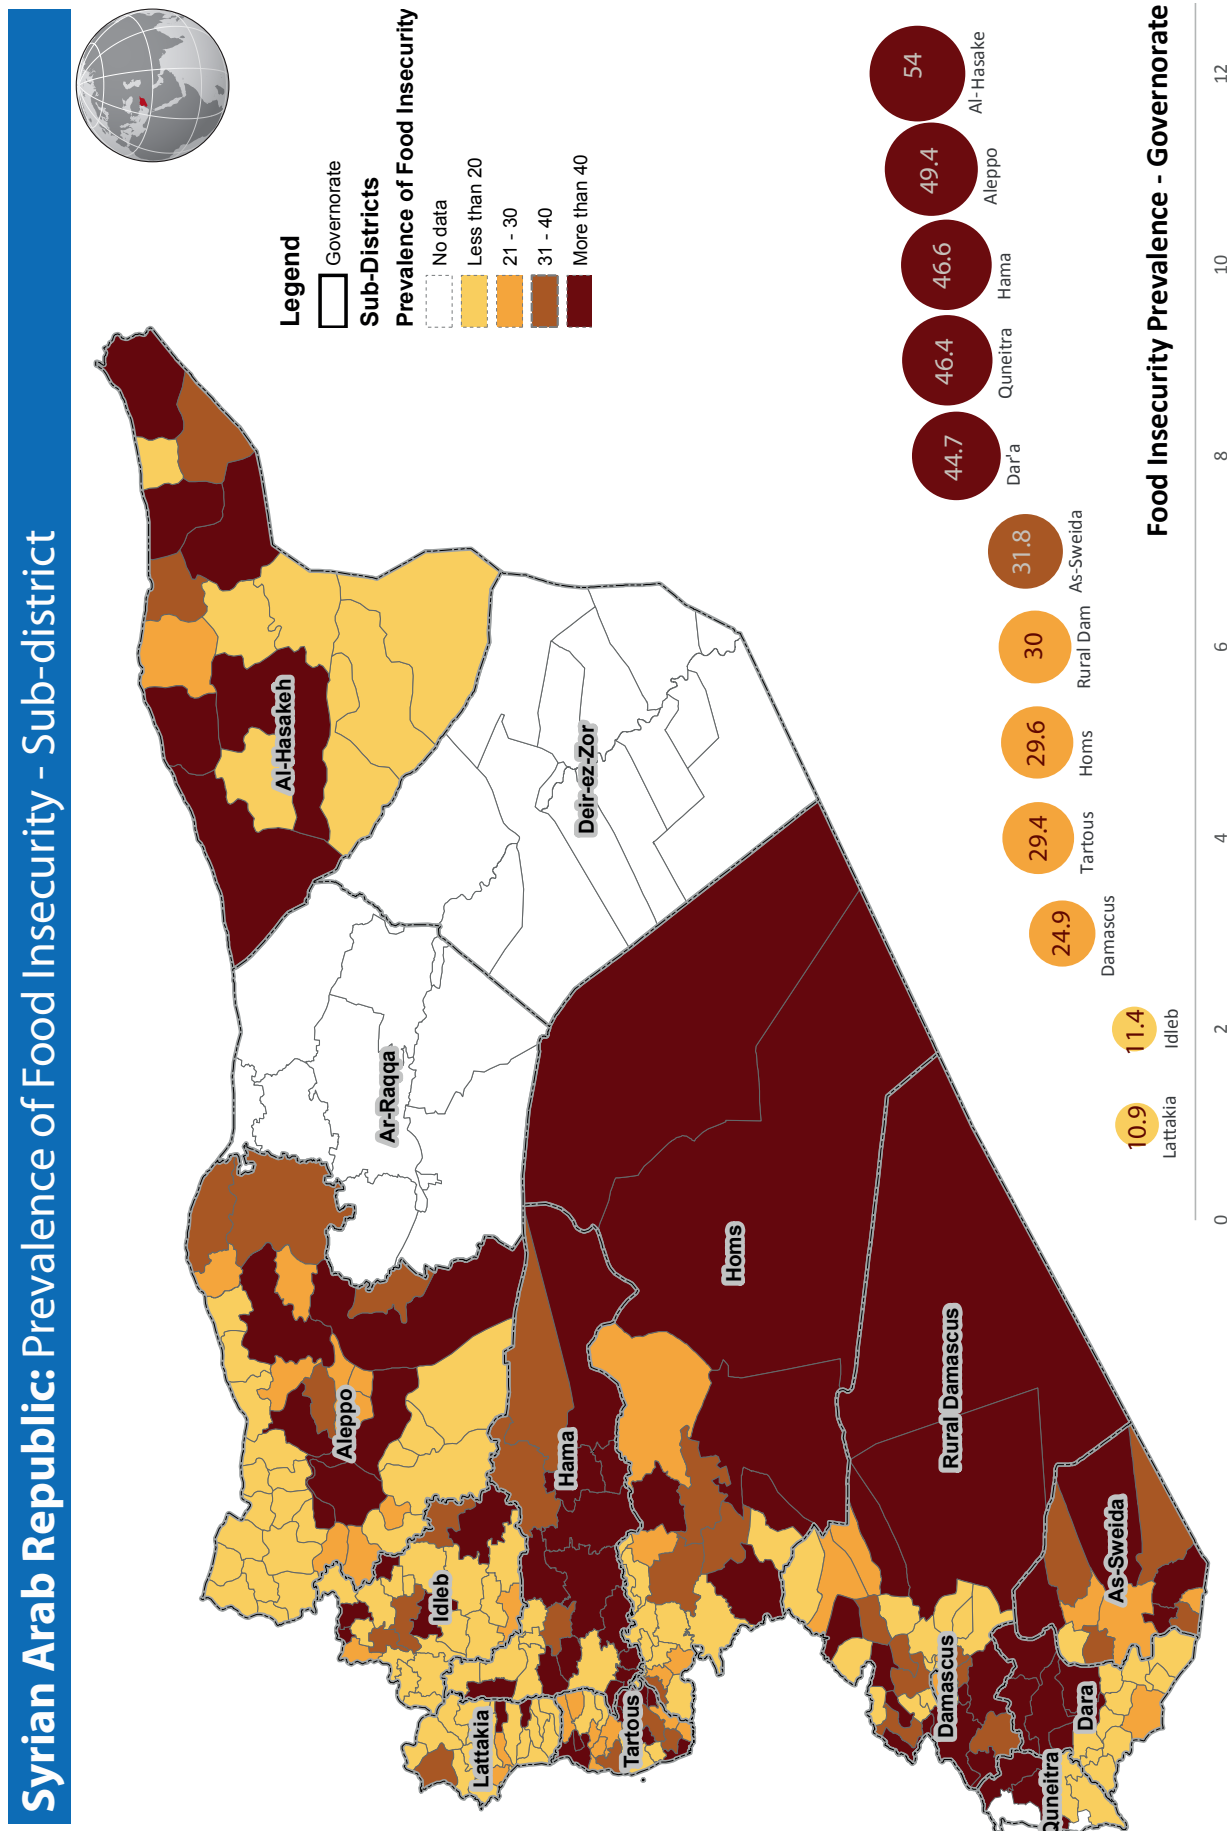 Syrian Arab Republic: Prevalence of Food Insecurity - Sub-district
Legend
Governorate
Sub-Districts
Prevalence of Food Insecurity
No data
Less than 20
21 - 30
31 - 40
More than 40
Al-Hasakeh
Ar-Raqqa
Deir-ez-Zor
Aleppo
Idleb
Lattakia
Hama
Tartous
Homs
Rural Damascus
Damascus
As-Sweida
Dara
Quneitra
10.9
Lattakia
11.4
Idleb
24.9
Damascus
29.4
Tartous
29.6
Homs
30
Rural Dam
31.8
As-Sweida
44.7
Dar'a
46.4
Quneitra
46.6
Hama
49.4
Aleppo
54
Al-Hasake
Food Insecurity Prevalence - Governorate
0 2 4 6 8 10 12